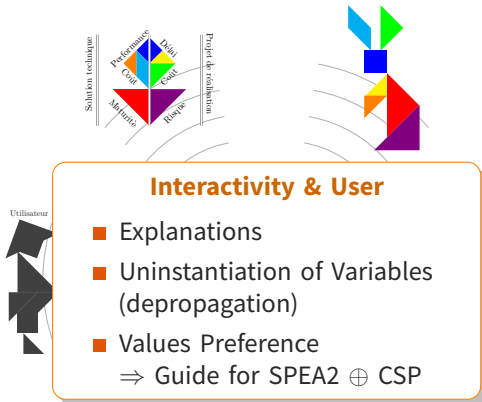 Solution technique
Performance
Délai
Coût
Coût
Maturité
Risque
Projet de réalisation
Utilisateur
Interactivity & User
Explanations
Uninstantiation of Variables
(depropagation)
Values Preference
⇒ Guide for SPEA2 ⊕ CSP